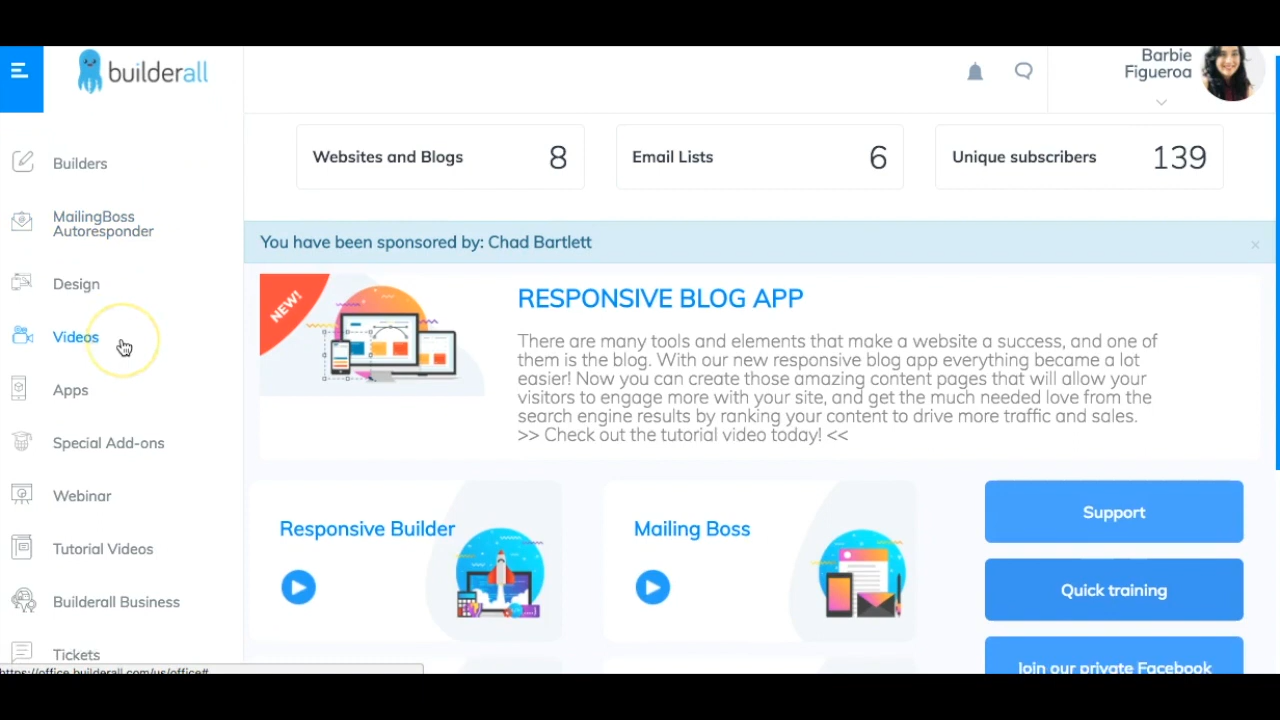 builderall
Barbie
Figueroa
Builders
MailingBoss
Autoresponder
Design
Videos
Apps
Special Add-ons
Webinar
Tutorial Videos
Builderall Business
Tickets
https://office.builderall.com/us/office#
Websites and Blogs 8
Email Lists 6
Unique subscribers 139
You have been sponsored by: Chad Bartlett ×
NEW!
RESPONSIVE BLOG APP
There are many tools and elements that make a website a success, and one of
them is the blog. With our new responsive blog app everything became a lot
easier! Now you can create those amazing content pages that will allow your
visitors to engage more with your site, and get the much needed love from the
search engine results by ranking your content to drive more traffic and sales.
>> Check out the tutorial video today! <<
Responsive Builder
Mailing Boss
Support
Quick training
Join our private Facebook